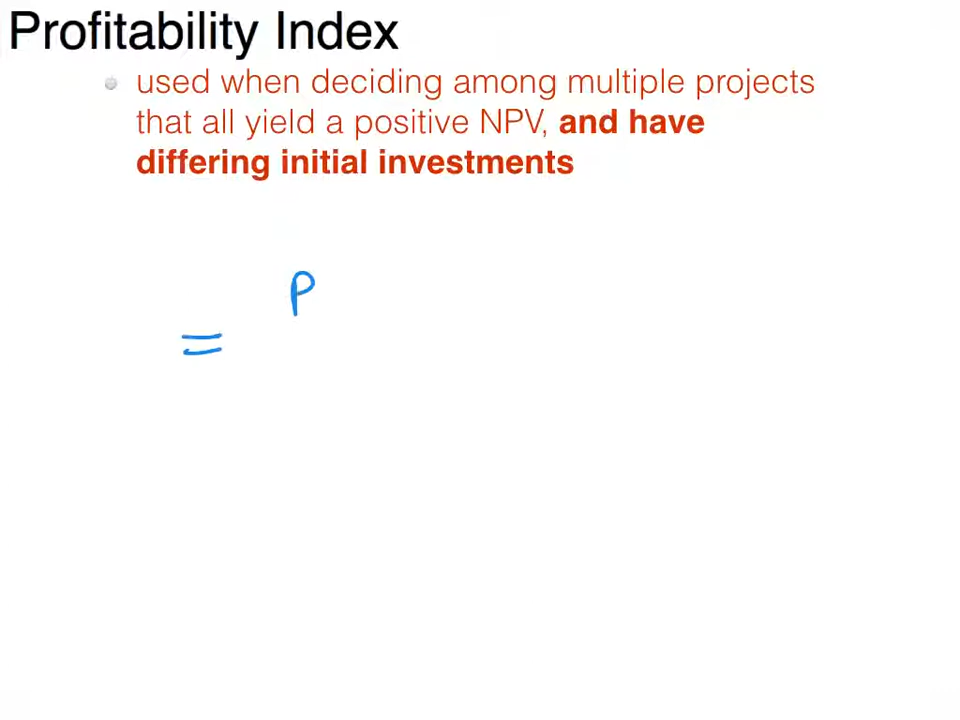 Profitability Index
used when deciding among multiple projects
that all yield a positive NPV, and have
differing initial investments
P
=